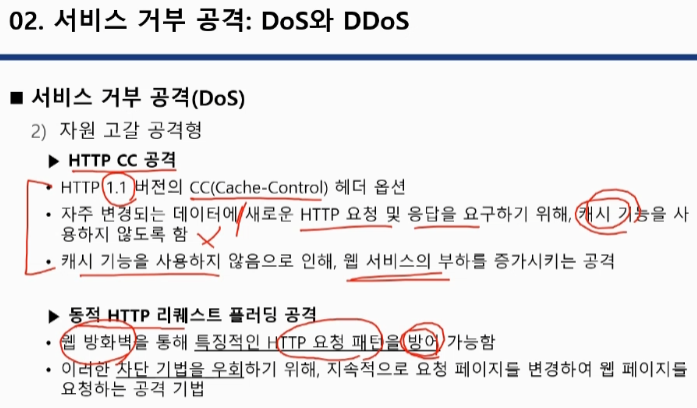 02. 서비스 거부 공격: DoS와 DDoS
■ 서비스 거부 공격(DoS)
2) 자원 고갈 공격형
▶ HTTP CC 공격
• HTTP 1.1 버전의 CC(Cache-Control) 헤더 옵션
• 자주 변경되는 데이터에 새로운 HTTP 요청 및 응답을 요구하기 위해, 캐시 기능을 사
용하지 않도록 함
• 캐시 기능을 사용하지 않음으로 인해, 웹 서비스의 부하를 증가시키는 공격
▶ 동적 HTTP 리퀘스트 플러딩 공격
• 웹 방화벽을 통해 특징적인 HTTP 요청 패턴을 방어 가능함
• 이러한 차단 기법을 우회하기 위해, 지속적으로 요청 페이지를 변경하여 웹 페이지를
요청하는 공격 기법